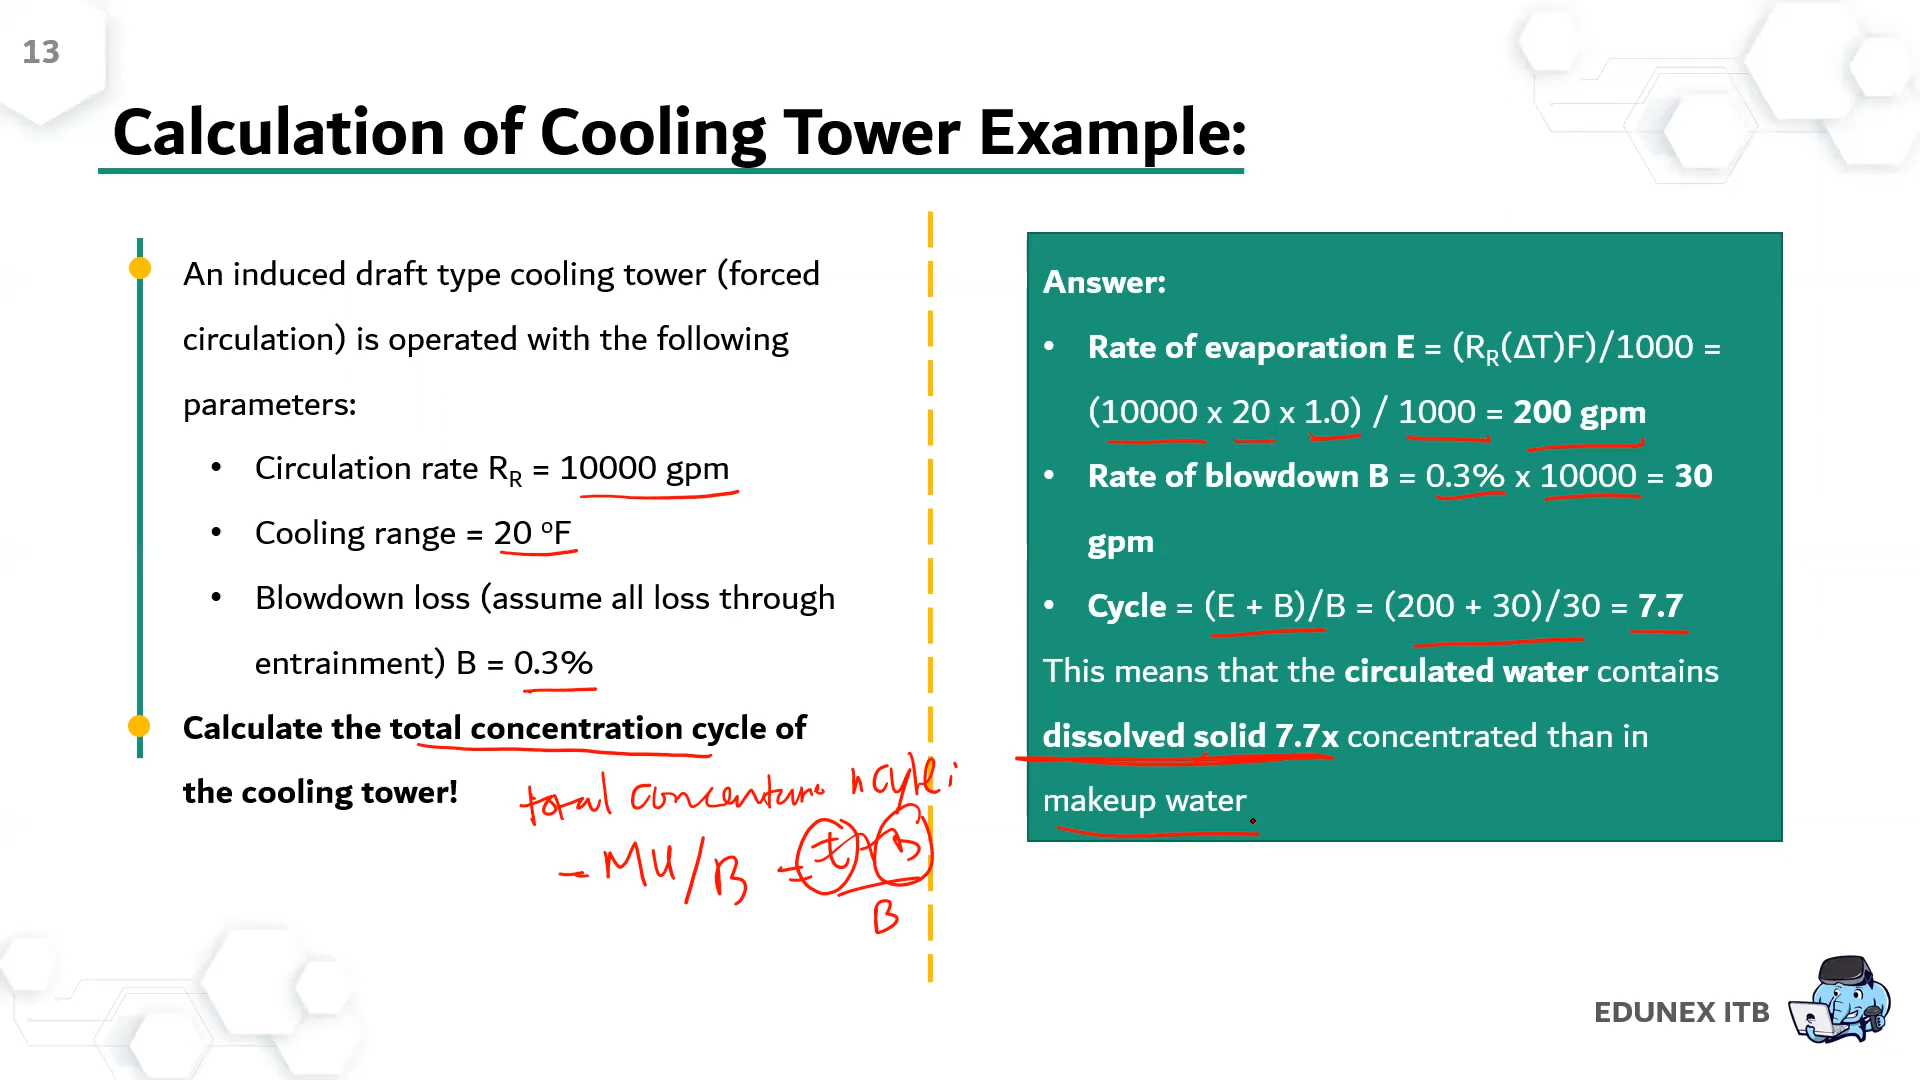 13
Calculation of Cooling Tower Example:
An induced draft type cooling tower (forced
circulation) is operated with the following
parameters:
• Circulation rate R_R = 10000 gpm
• Cooling range = 20 °F
• Blowdown loss (assume all loss through
entrainment) B = 0.3%
Calculate the total concentration cycle of
the cooling tower!
total cycle:
= MU/B = E + B
B
Answer:
• Rate of evaporation E = (R_R(ΔT)F)/1000 =
(10000 x 20 x 1.0) / 1000 = 200 gpm
• Rate of blowdown B = 0.3% x 10000 = 30
gpm
• Cycle = (E + B)/B = (200 + 30)/30 = 7.7
This means that the circulated water contains
dissolved solid 7.7x concentrated than in
makeup water
EDUNEX ITB